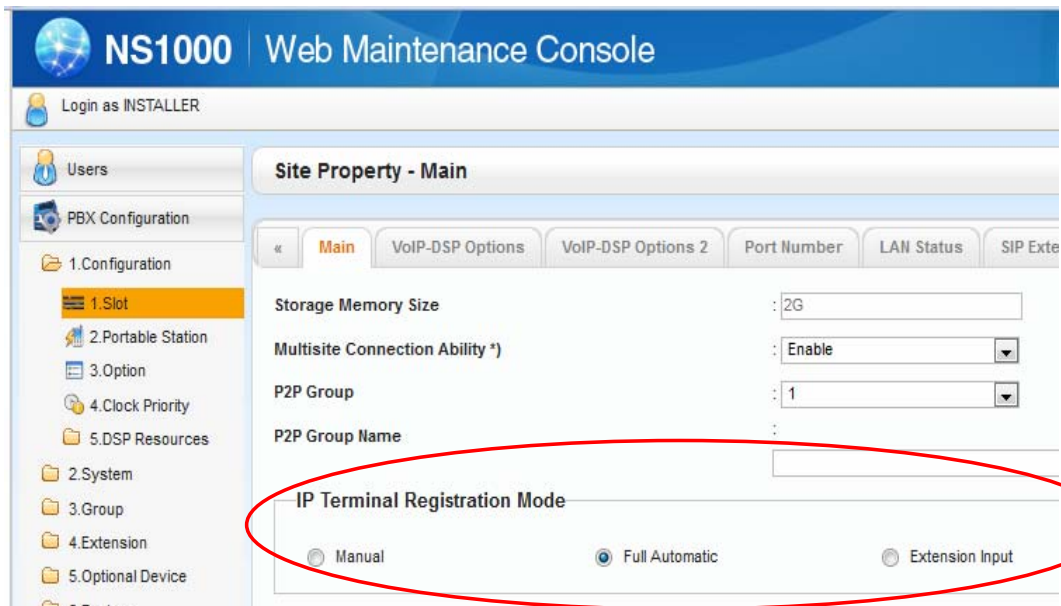 NS1000 Web Maintenance Console
Login as INSTALLER
Users
PBX Configuration
1.Configuration
1.Slot
2.Portable Station
3.Option
4.Clock Priority
5.DSP Resources
2.System
3.Group
4.Extension
5.Optional Device
Site Property - Main
« Main VoIP-DSP Options VoIP-DSP Options 2 Port Number LAN Status SIP Exte
Storage Memory Size : 2G
Multisite Connection Ability *) : Enable
P2P Group : 1
P2P Group Name :
IP Terminal Registration Mode
Manual Full Automatic Extension Input